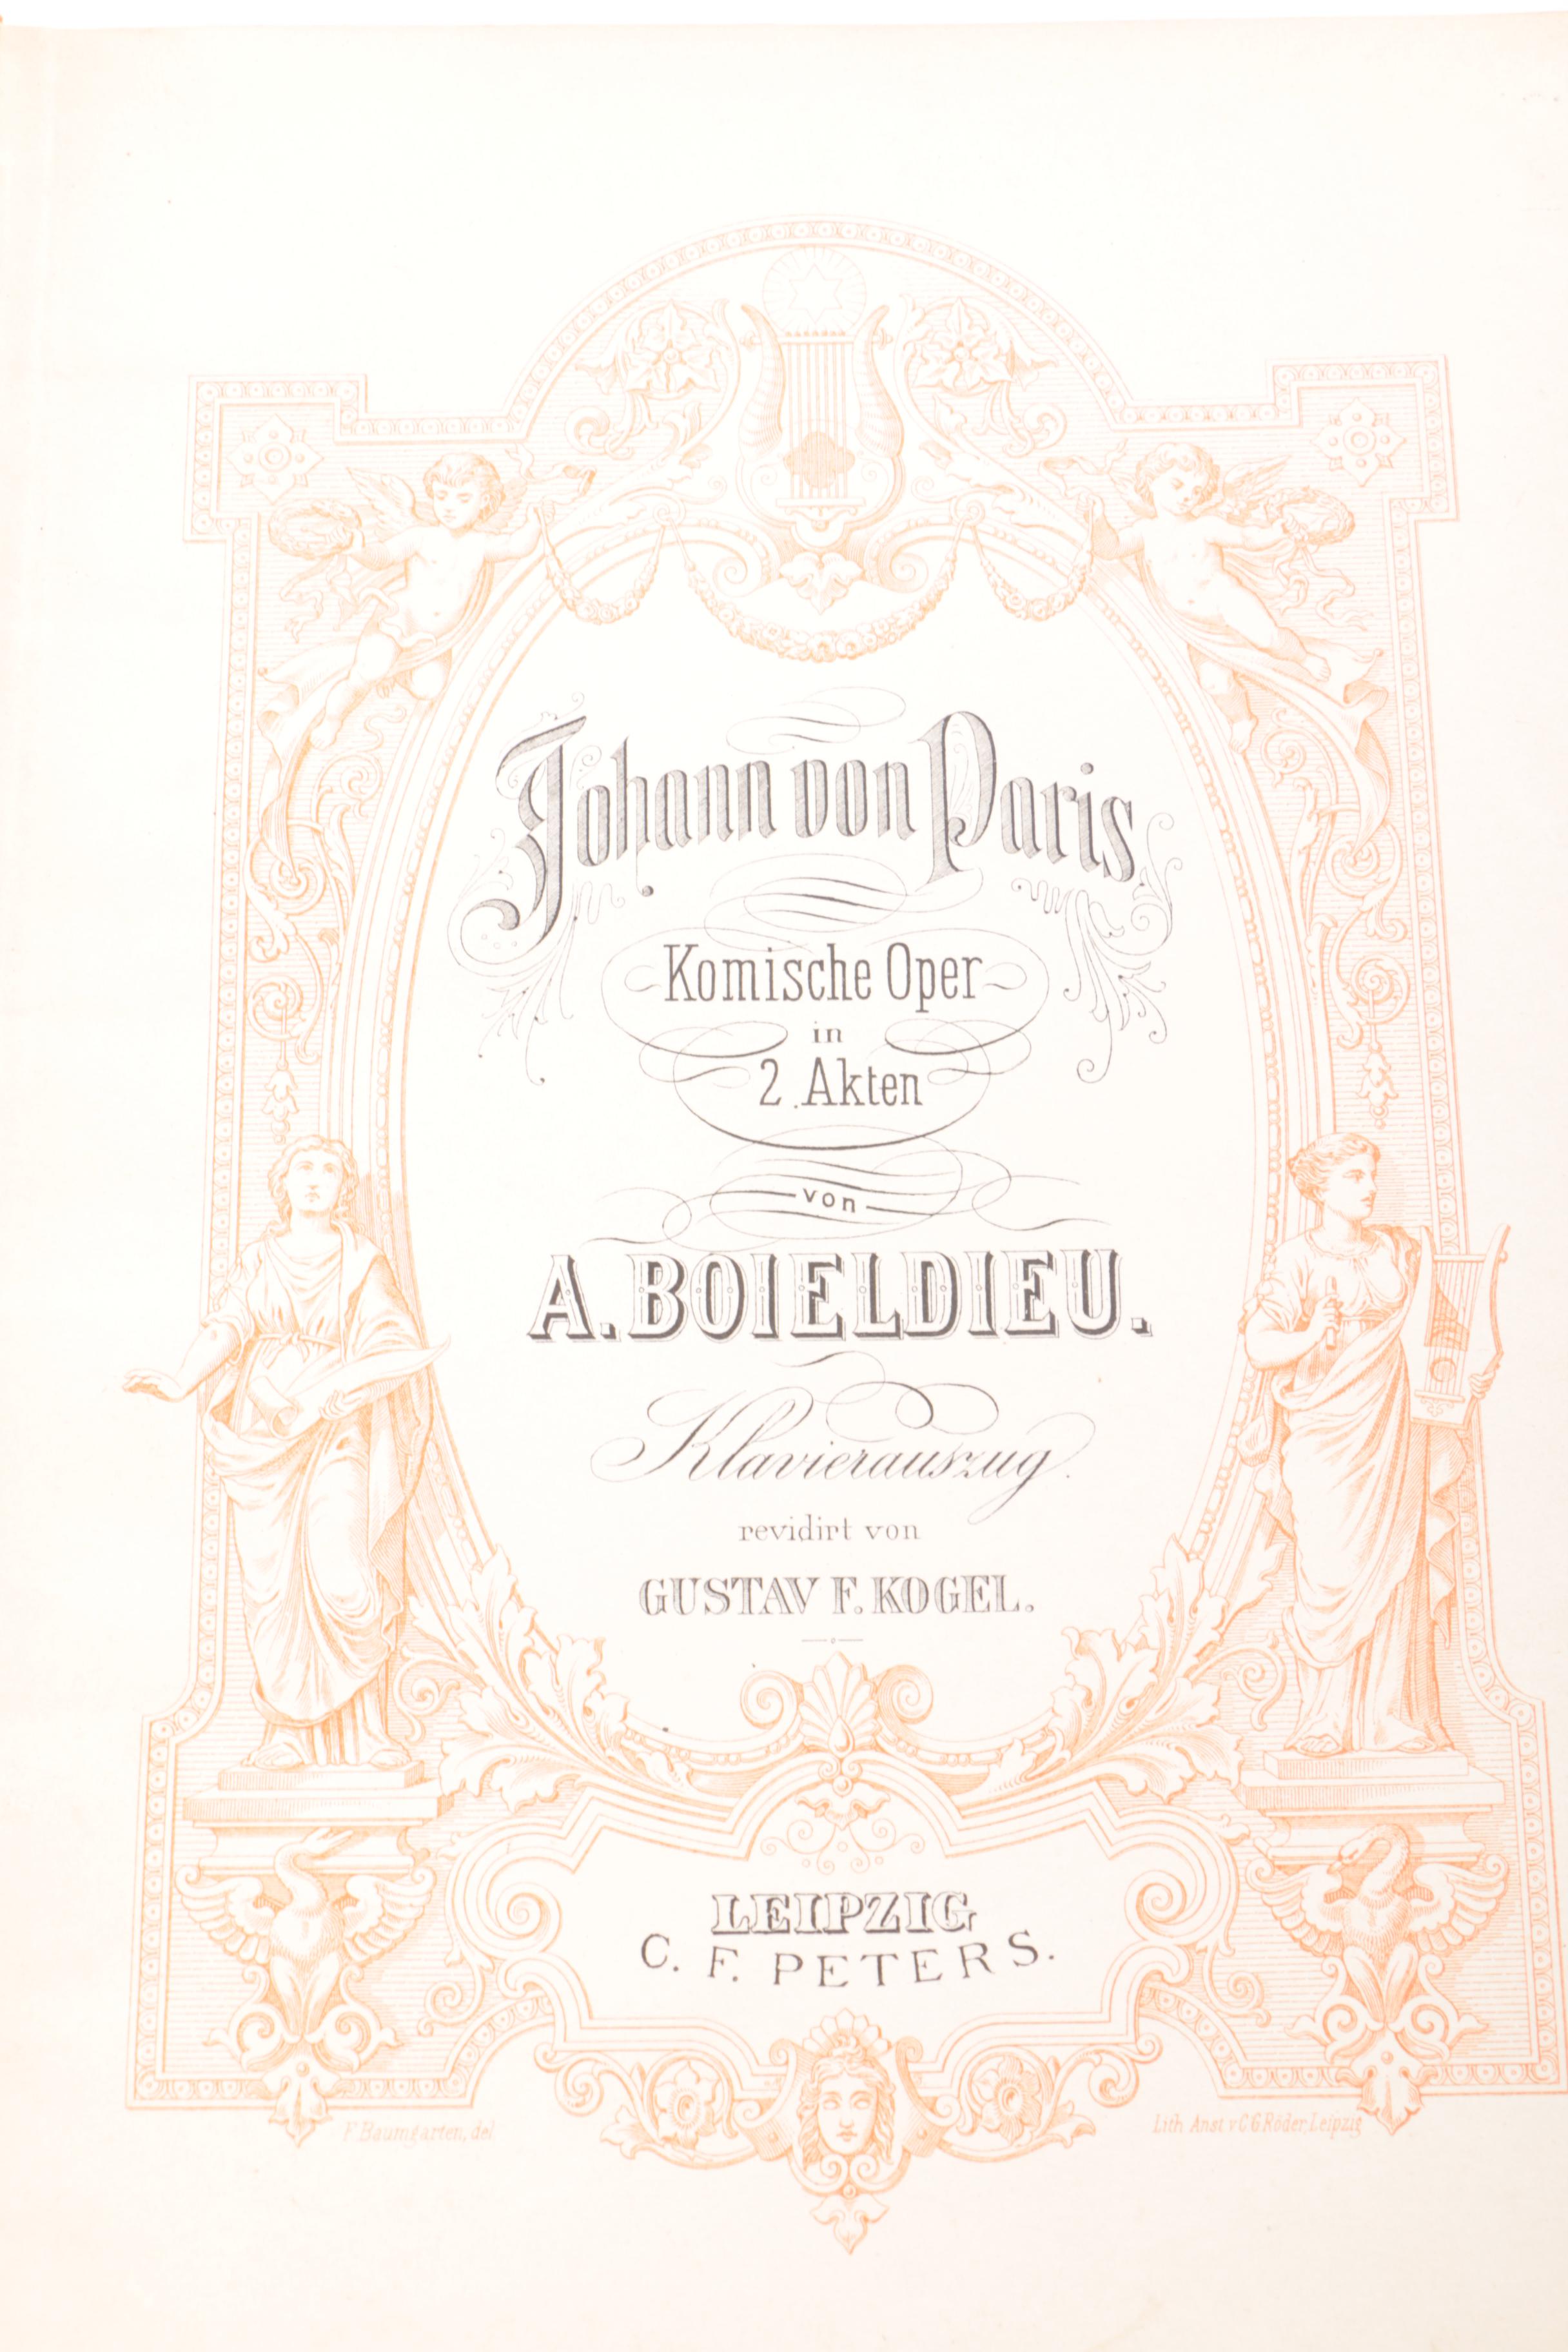 Johann von Paris
Komische Oper
in
2 Akten
von
A. BOIELDIEU.
Klavierauszug
revidirt von
GUSTAV F. KOGEL.
LEIPZIG
C. F. PETERS.
F Baumgarten, del
Lith Anst v C G Röder, Leipzig